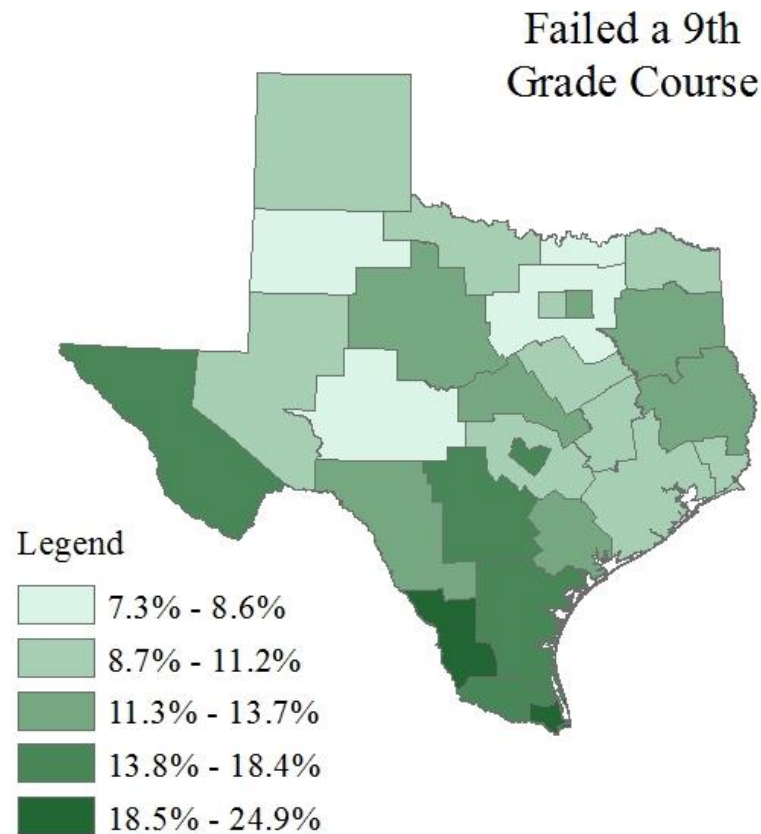 Failed a 9th
Grade Course
Legend
7.3% - 8.6%
8.7% - 11.2%
11.3% - 13.7%
13.8% - 18.4%
18.5% - 24.9%